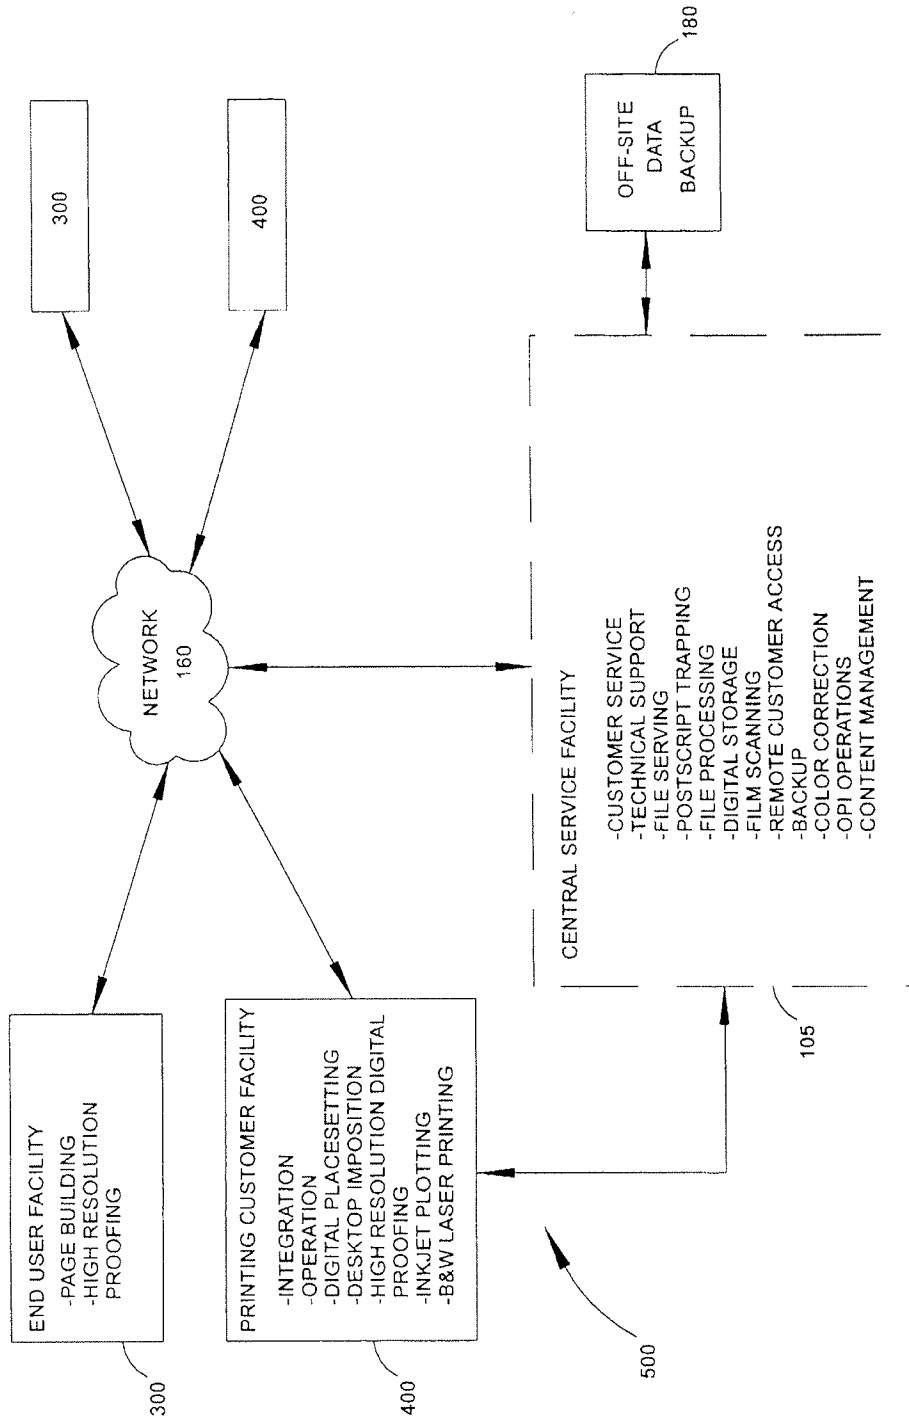 END USER FACILITY
-PAGE BUILDING
-HIGH RESOLUTION
PROOFING
300
PRINTING CUSTOMER FACILITY
-INTEGRATION
-OPERATION
-DIGITAL PLACESETTING
-DESKTOP IMPOSITION
-HIGH RESOLUTION DIGITAL
PROOFING
-INKJET PLOTTING
-B&W LASER PRINTING
400
500
NETWORK
160
300
400
CENTRAL SERVICE FACILITY
-CUSTOMER SERVICE
-TECHNICAL SUPPORT
-FILE SERVING
-POSTSCRIPT TRAPPING
-FILE PROCESSING
-DIGITAL STORAGE
-FILM SCANNING
-REMOTE CUSTOMER ACCESS
-BACKUP
-COLOR CORRECTION
-OPI OPERATIONS
-CONTENT MANAGEMENT
105
OFF-SITE
DATA
BACKUP
180